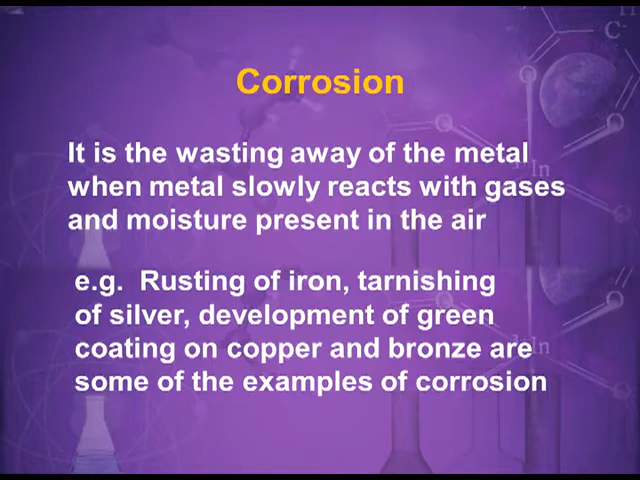 Corrosion
It is the wasting away of the metal
when metal slowly reacts with gases
and moisture present in the air
e.g. Rusting of iron, tarnishing
of silver, development of green
coating on copper and bronze are
some of the examples of corrosion